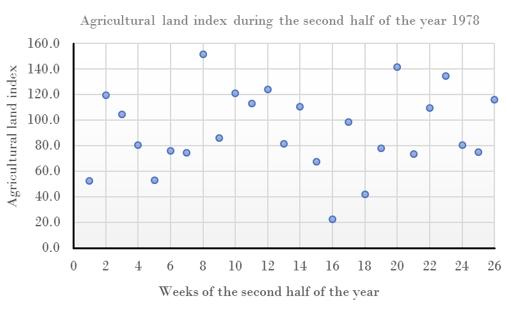 Agricultural land index during the second half of the year 1978
160.0
140.0
120.0
100.0
80.0
60.0
40.0
20.0
0.0
Agricultural land index
0 2 4 6 8 10 12 14 16 18 20 22 24 26
Weeks of the second half of the year